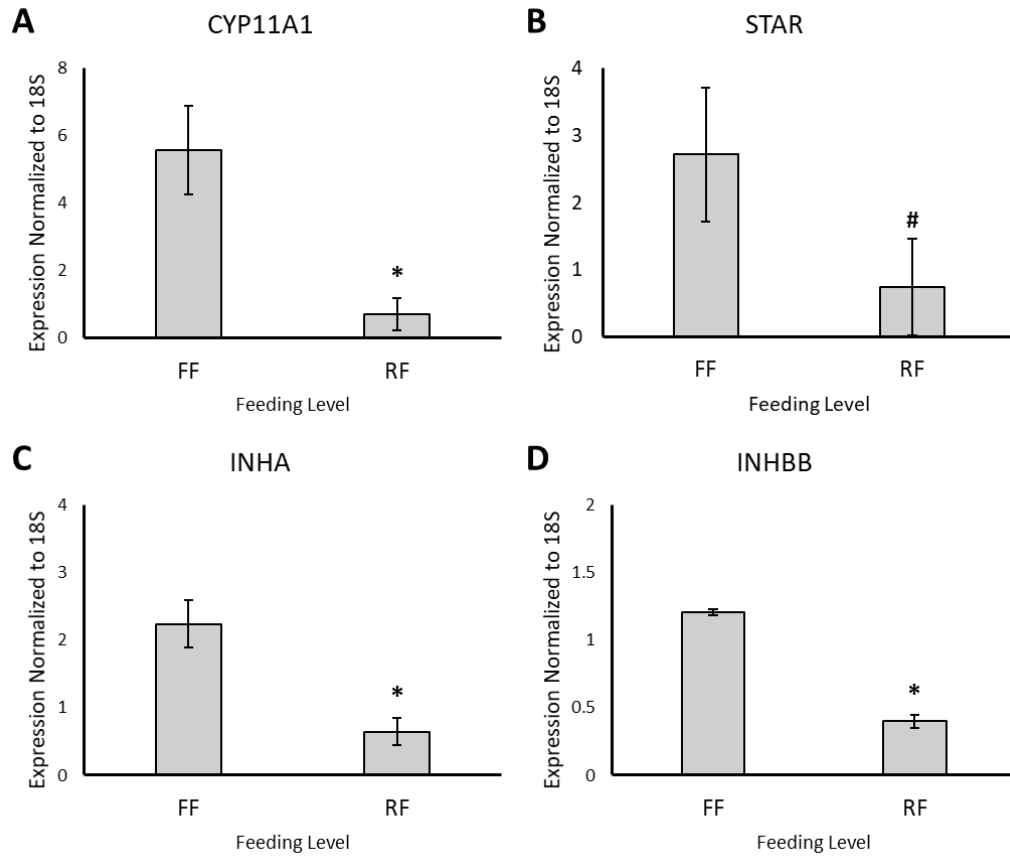 A
CYP11A1
Expression Normalized to 18S
8
6
4
2
0
*
FF
RF
Feeding Level
B
STAR
Expression Normalized to 18S
4
3
2
1
0
#
FF
RF
Feeding Level
C
INHA
Expression Normalized to 18S
4
3
2
1
0
*
FF
RF
Feeding Level
D
INHBB
Expression Normalized to 18S
2
1.5
1
0.5
0
*
FF
RF
Feeding Level